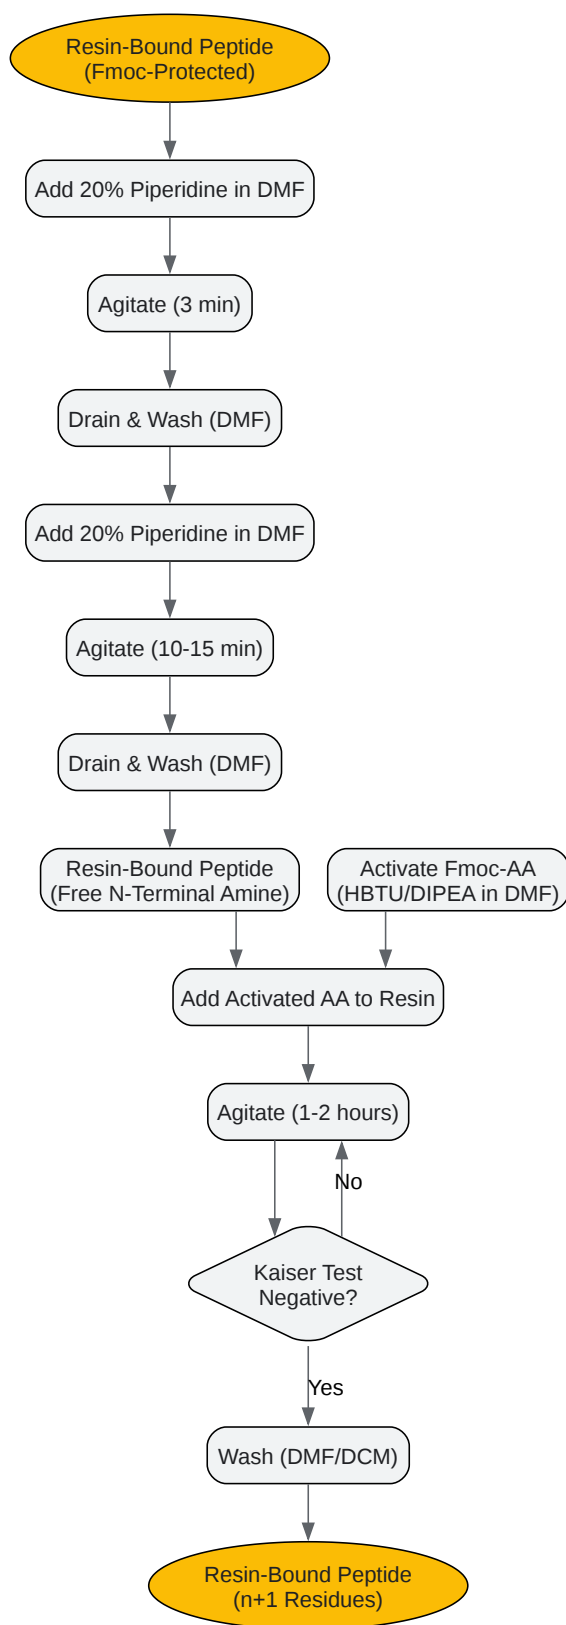 Resin-Bound Peptide
(Fmoc-Protected)
Add 20% Piperidine in DMF
Agitate (3 min)
Drain & Wash (DMF)
Add 20% Piperidine in DMF
Agitate (10-15 min)
Drain & Wash (DMF)
Resin-Bound Peptide
(Free N-Terminal Amine)
Activate Fmoc-AA
(HBTU/DIPEA in DMF)
Add Activated AA to Resin
Agitate (1-2 hours)
No
Kaiser Test
Negative?
Yes
Wash (DMF/DCM)
Resin-Bound Peptide
(n+1 Residues)